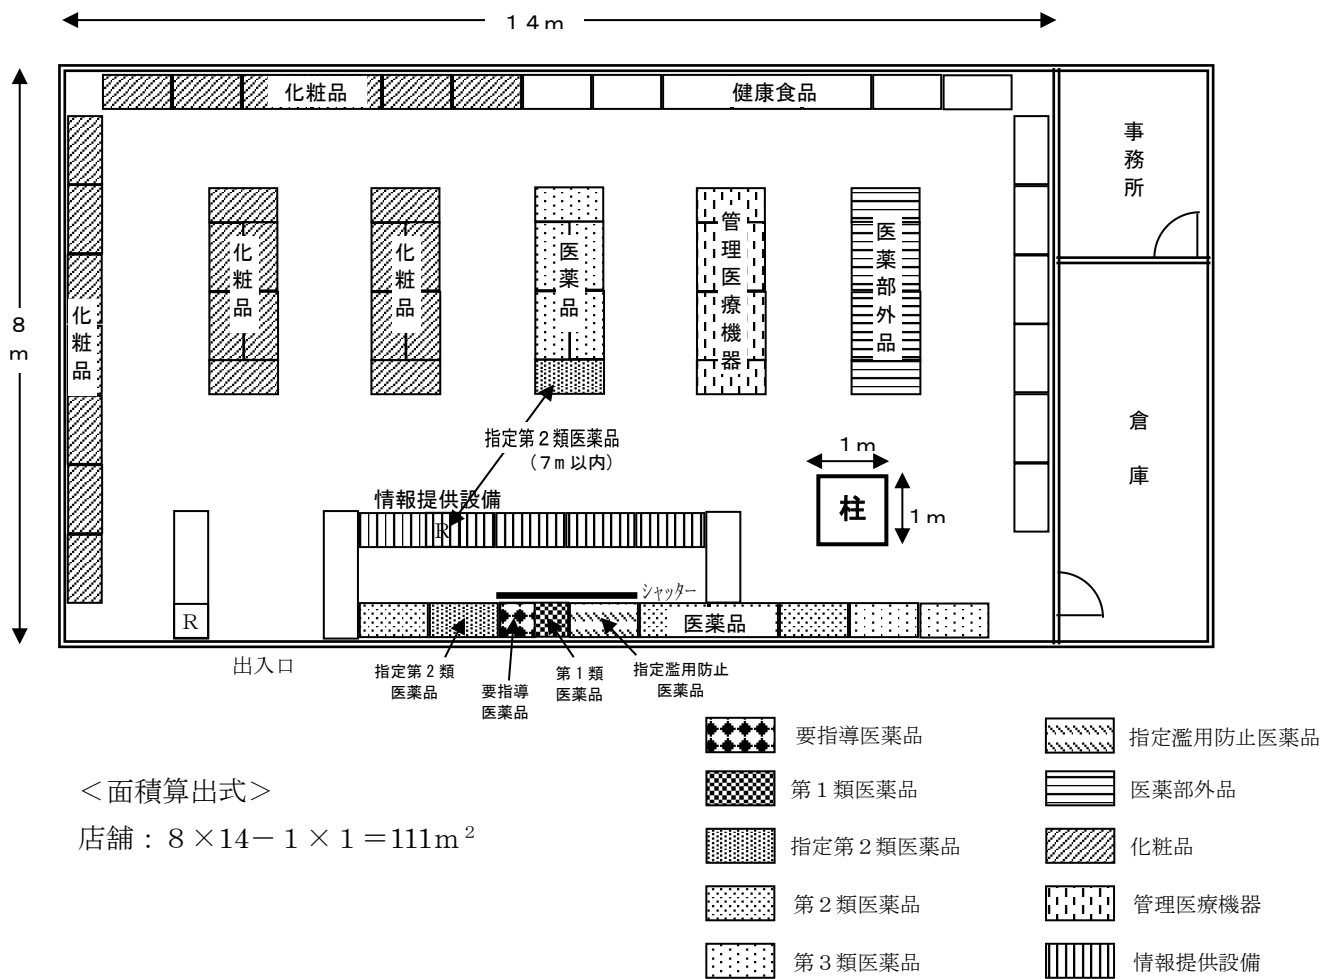 14m
化粧品
健康食品
事務所
化粧品
化粧品
医薬品
管理医療機器
医薬部外品
8m
化粧品
指定第2類医薬品
(7m以内)
倉庫
1m
柱
1m
情報提供設備
R
シャッター
R
医薬品
出入口
指定第2類
医薬品
要指導
医薬品
第1類
医薬品
指定濫用防止
医薬品
要指導医薬品
指定濫用防止医薬品
<面積算出式>
第1類医薬品
医薬部外品
店舗:8×14-1×1=111m²
指定第2類医薬品
化粧品
第2類医薬品
管理医療機器
第3類医薬品
情報提供設備